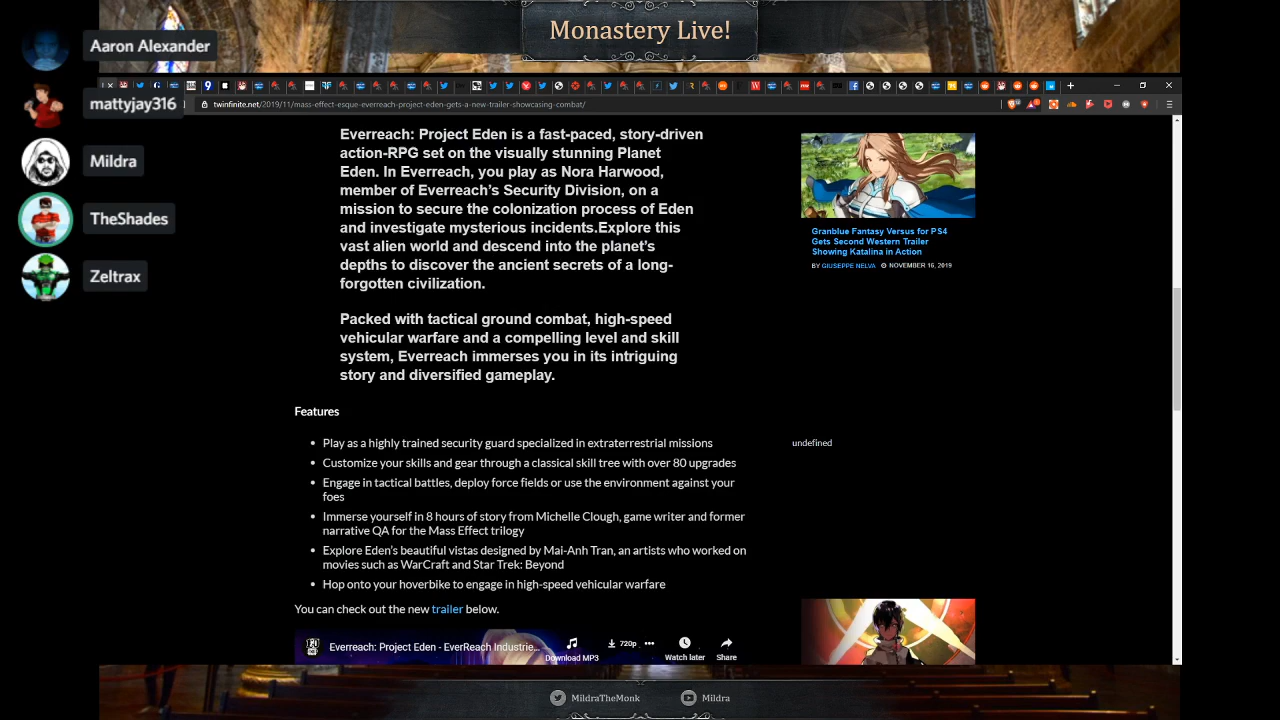 Monastery Live!
Aaron Alexander
mattyjay316
Mildra
TheShades
Zeltrax
twinfinite.net/2019/11/mass-effect-esque-everreach-project-eden-gets-a-new-trailer-showcasing-combat/
Everreach: Project Eden is a fast-paced, story-driven
action-RPG set on the visually stunning Planet
Eden. In Everreach, you play as Nora Harwood,
member of Everreach's Security Division, on a
mission to secure the colonization process of Eden
and investigate mysterious incidents.Explore this
vast alien world and descend into the planet's
depths to discover the ancient secrets of a long-
forgotten civilization.
Packed with tactical ground combat, high-speed
vehicular warfare and a compelling level and skill
system, Everreach immerses you in its intriguing
story and diversified gameplay.
Features
Play as a highly trained security guard specialized in extraterrestrial missions
Customize your skills and gear through a classical skill tree with over 80 upgrades
Engage in tactical battles, deploy force fields or use the environment against your
foes
Immerse yourself in 8 hours of story from Michelle Clough, game writer and former
narrative QA for the Mass Effect trilogy
Explore Eden's beautiful vistas designed by Mai-Anh Tran, an artists who worked on
movies such as WarCraft and Star Trek: Beyond
Hop onto your hoverbike to engage in high-speed vehicular warfare
You can check out the new trailer below.
Everreach: Project Eden - EverReach Industrie...
Download MP3
720p
Watch later
Share
Granblue Fantasy Versus for PS4
Gets Second Western Trailer
Showing Katalina in Action
BY GIUSEPPE NELVA NOVEMBER 16, 2019
undefined
MildraTheMonk
Mildra